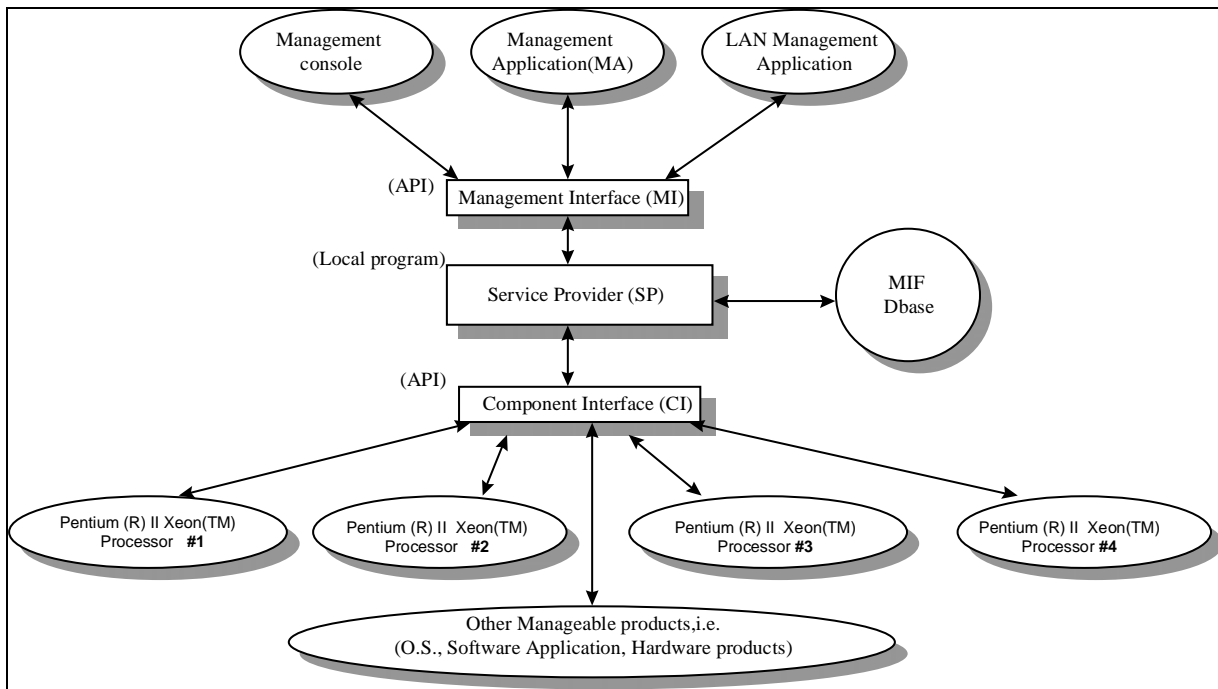 Management
console
Management
Application(MA)
LAN Management
Application
(API)
Management Interface (MI)
(Local program)
Service Provider (SP)
MIF
Dbase
(API)
Component Interface (CI)
Pentium (R) II Xeon(TM)
Processor #1
Pentium (R) II Xeon(TM)
Processor #2
Pentium (R) II Xeon(TM)
Processor #3
Pentium (R) II Xeon(TM)
Processor #4
Other Manageable products,i.e.
(O.S., Software Application, Hardware products)